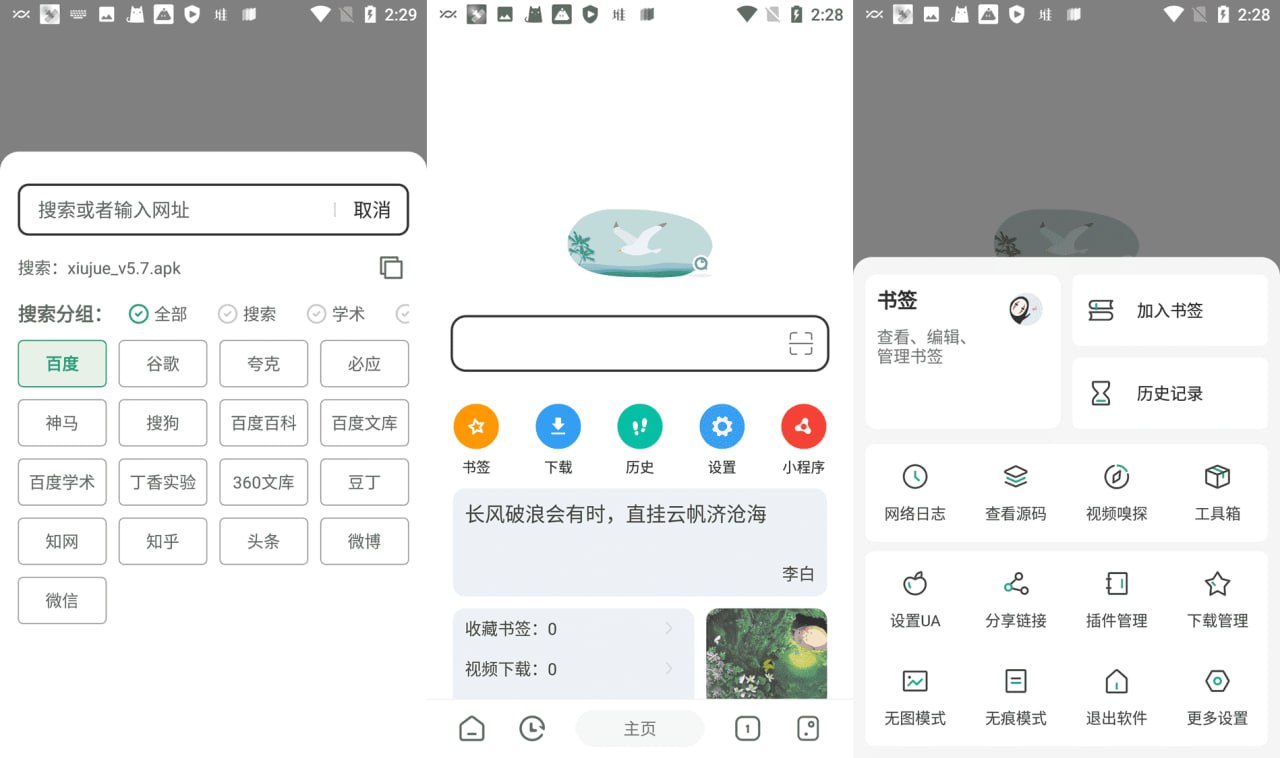 2:29
搜索或者输入网址
取消
搜索：xiujue_v5.7.apk
搜索分组：
全部
搜索
学术
百度
谷歌
夸克
必应
神马
搜狗
百度百科
百度文库
百度学术
丁香实验
360文库
豆丁
知网
知乎
头条
微博
微信
堆
2:28
书签
下载
历史
设置
小程序
长风破浪会有时，直挂云帆济沧海
李白
收藏书签：0
视频下载：0
主页
1
堆
2:28
书签
查看、编辑、
管理书签
加入书签
历史记录
网络日志
查看源码
视频嗅探
工具箱
设置UA
分享链接
插件管理
下载管理
无图模式
无痕模式
退出软件
更多设置